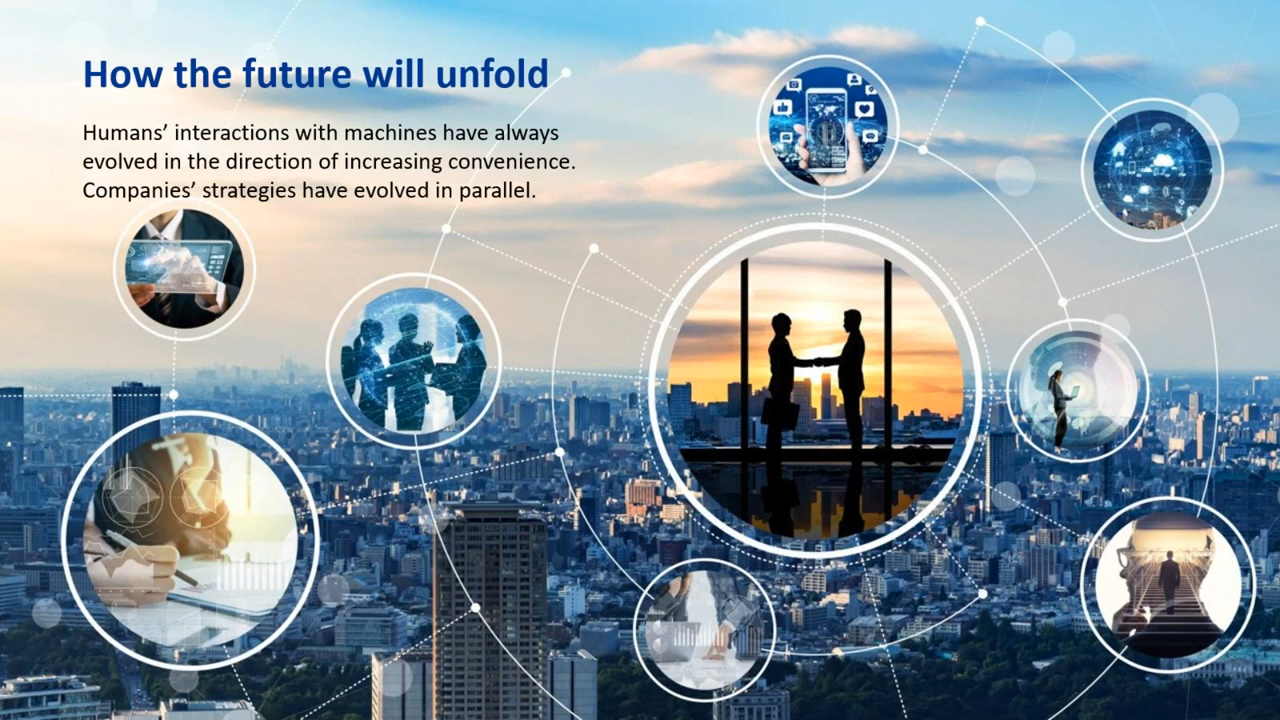 How the future will unfold
Humans’ interactions with machines have always
evolved in the direction of increasing convenience.
Companies’ strategies have evolved in parallel.